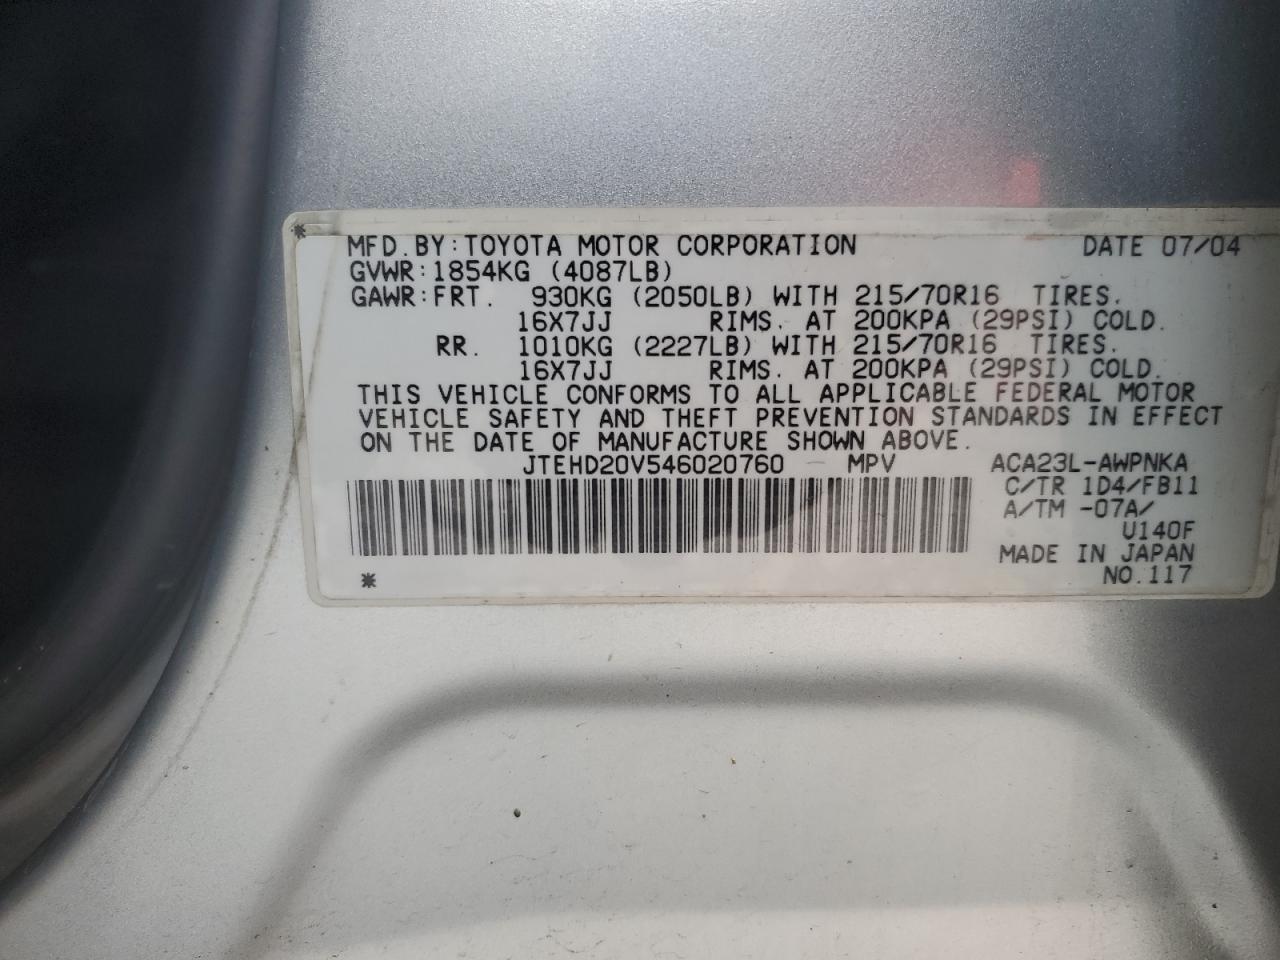 MFD. BY: TOYOTA MOTOR CORPORATION DATE 07/04
GVWR: 1854KG (4087LB)
GAWR: FRT. 930KG (2050LB) WITH 215/70R16 TIRES.
16X7JJ RIMS. AT 200KPA (29PSI) COLD.
RR. 1010KG (2227LB) WITH 215/70R16 TIRES.
16X7JJ RIMS. AT 200KPA (29PSI) COLD.
THIS VEHICLE CONFORMS TO ALL APPLICABLE FEDERAL MOTOR
VEHICLE SAFETY AND THEFT PREVENTION STANDARDS IN EFFECT
ON THE DATE OF MANUFACTURE SHOWN ABOVE.
JTEHD20V546020760 MPV ACA23L-AWPNKA
C/TR 1D4/FB11
A/TM -07A/
U140F
MADE IN JAPAN
NO. 117